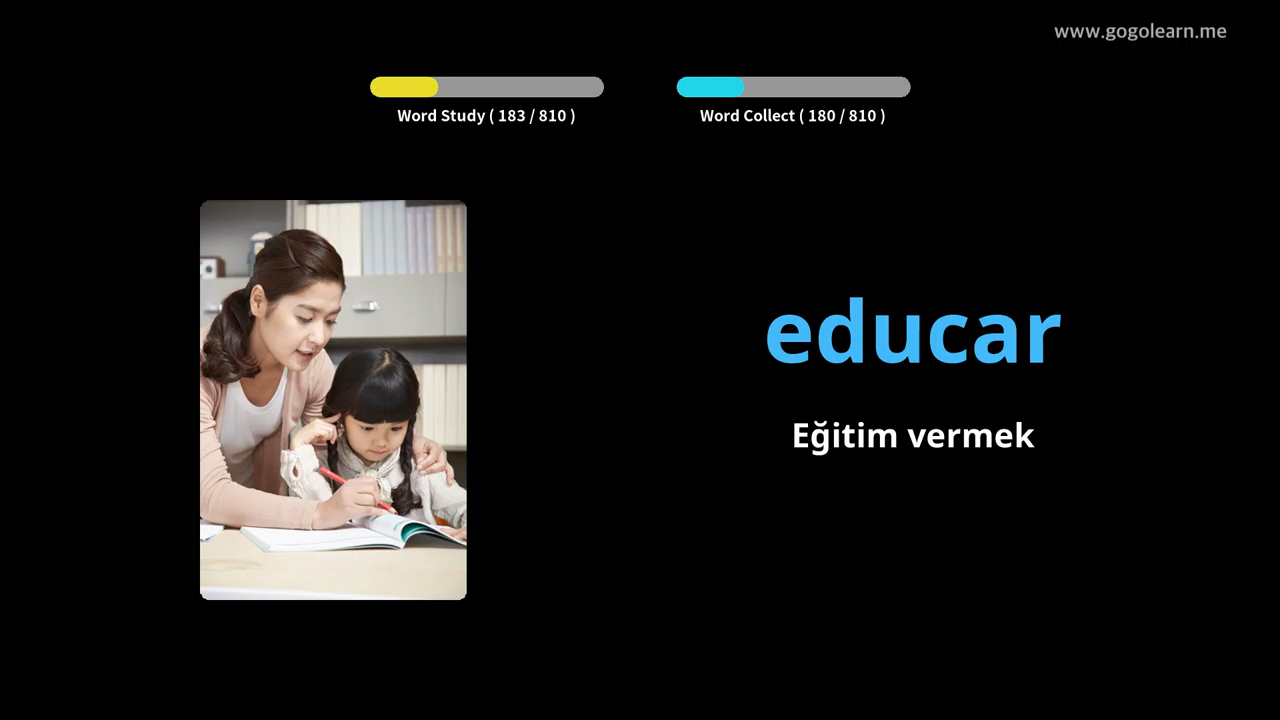 www.gogolearn.me
Word Study ( 183 / 810 )
Word Collect ( 180 / 810 )
educar
Eğitim vermek